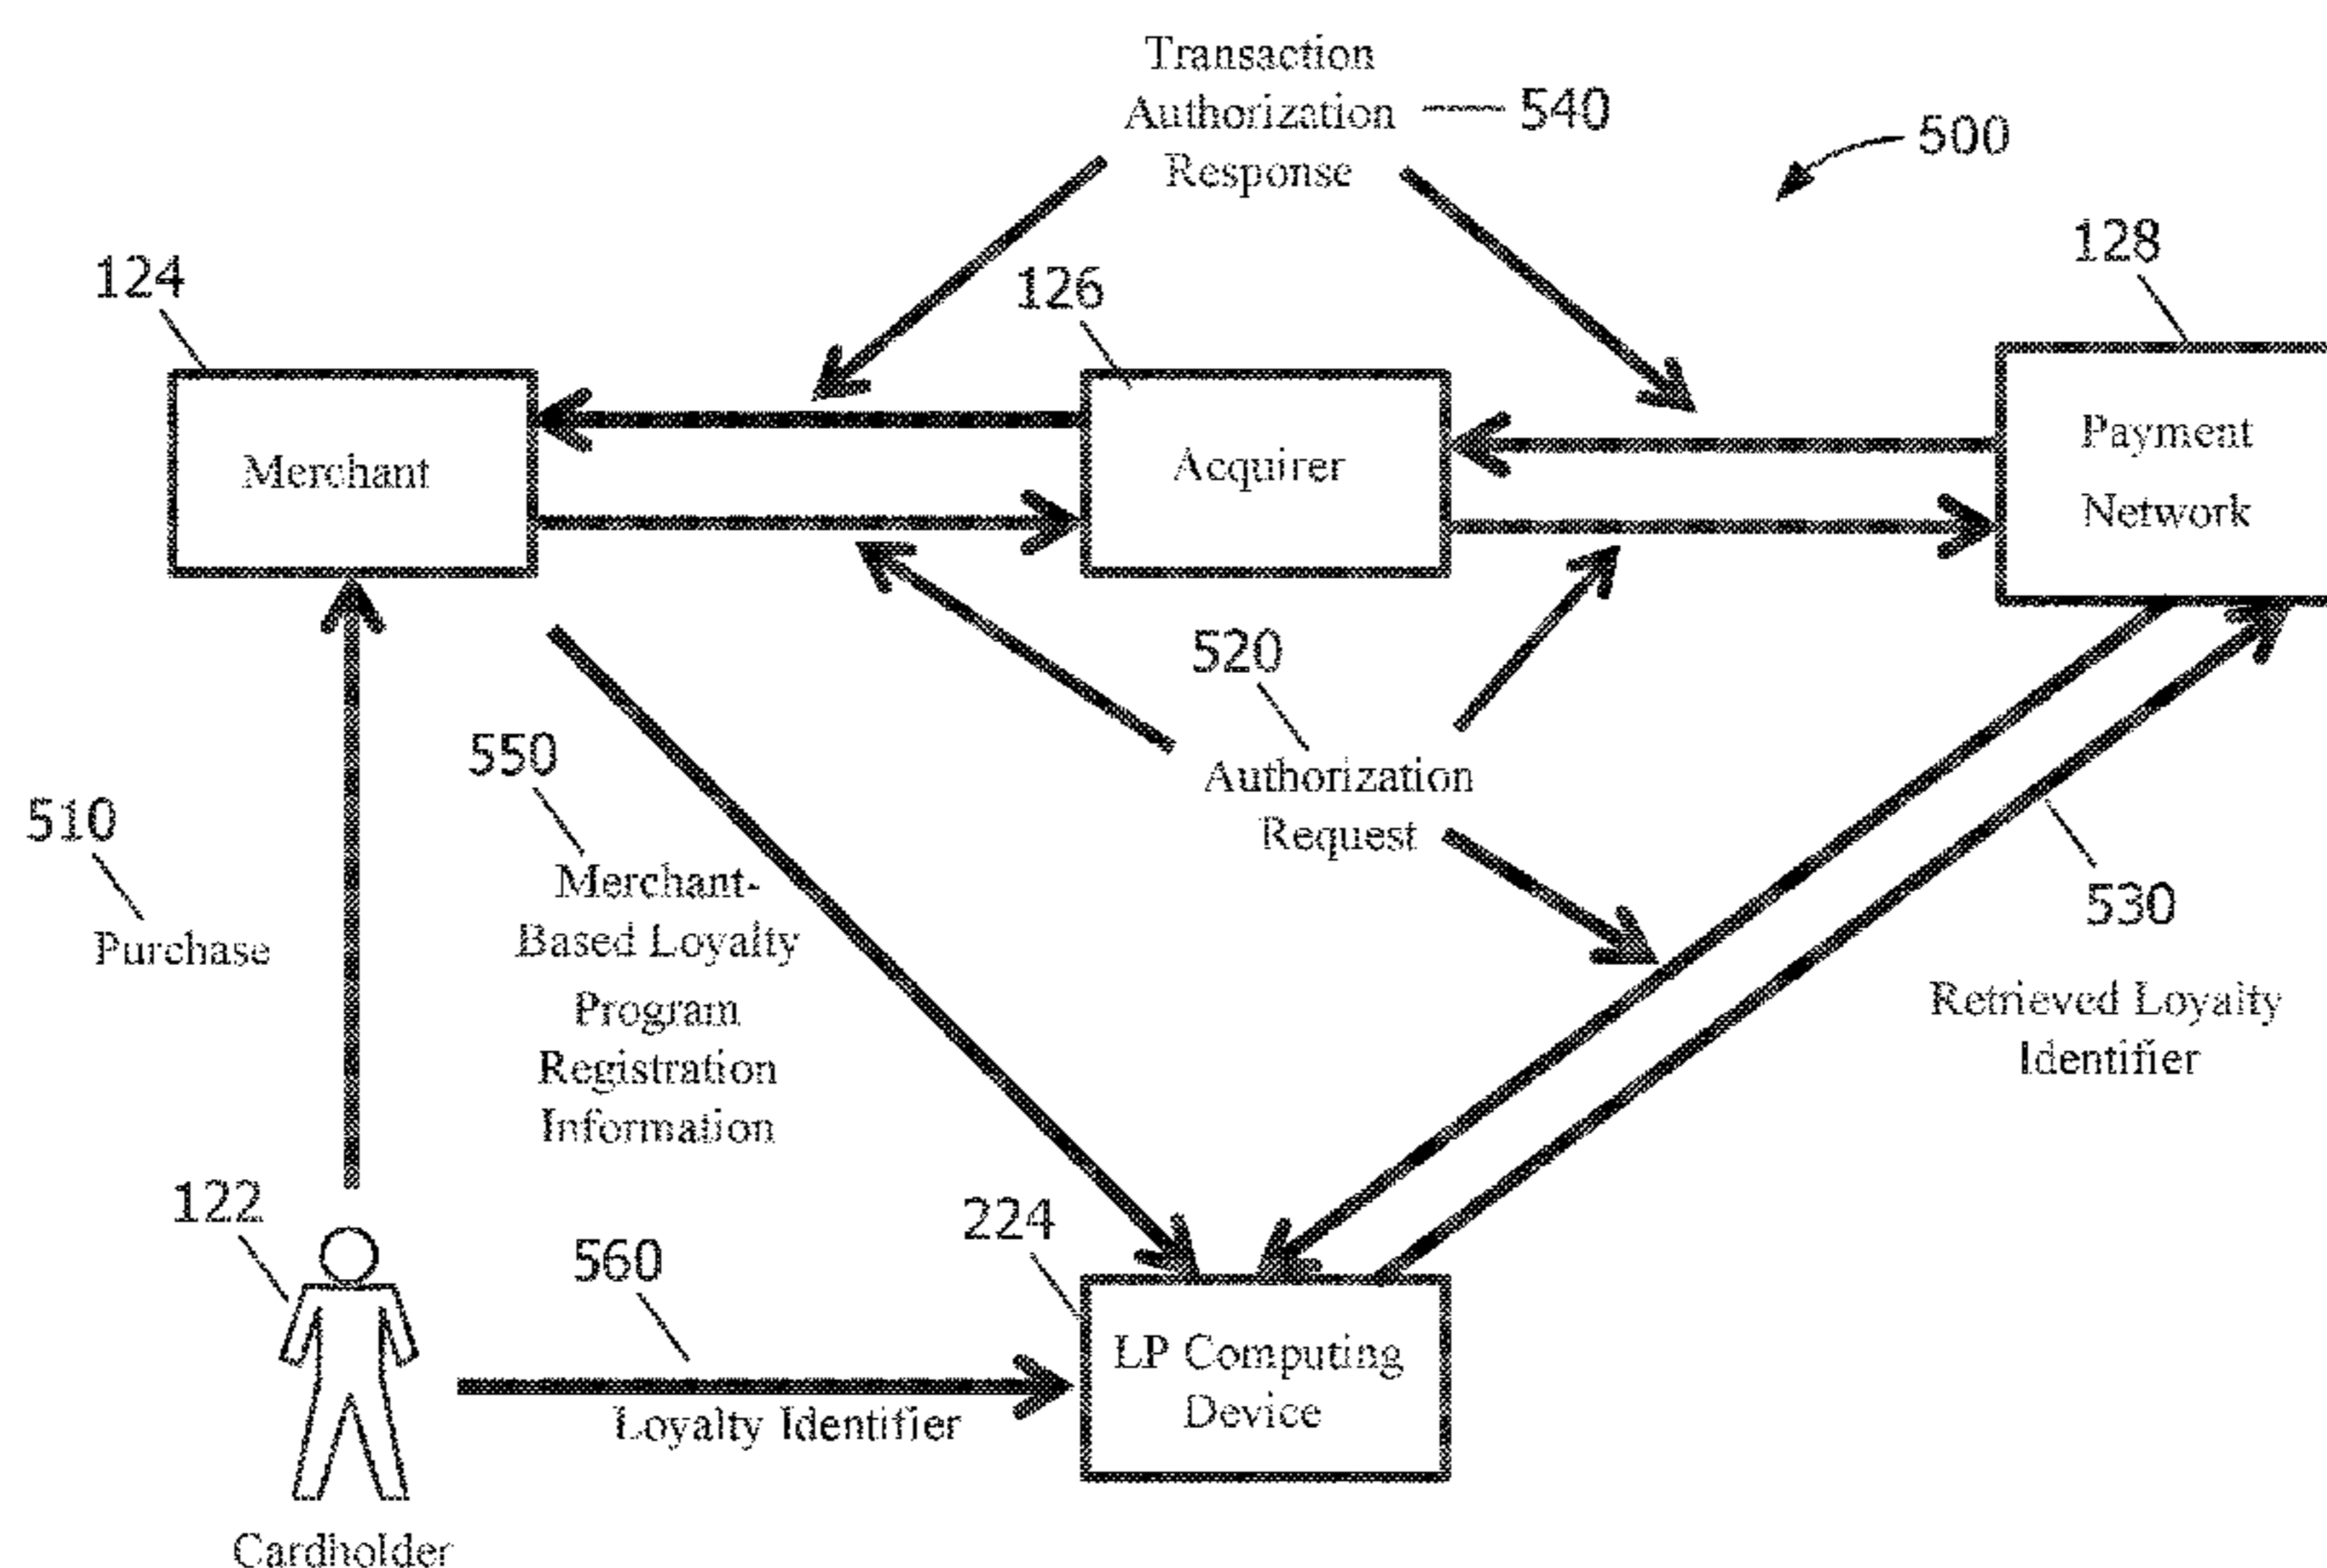 Transaction
Authorization
Response
540
500
124
126
128
Merchant
Acquirer
Payment
Network
520
Authorization
Request
550
Merchant-
Based Loyalty
Program
Registration
Information
510
Purchase
530
Retrieved Loyalty
Identifier
122
560
Loyalty Identifier
224
LP Computing
Device
Cardholder